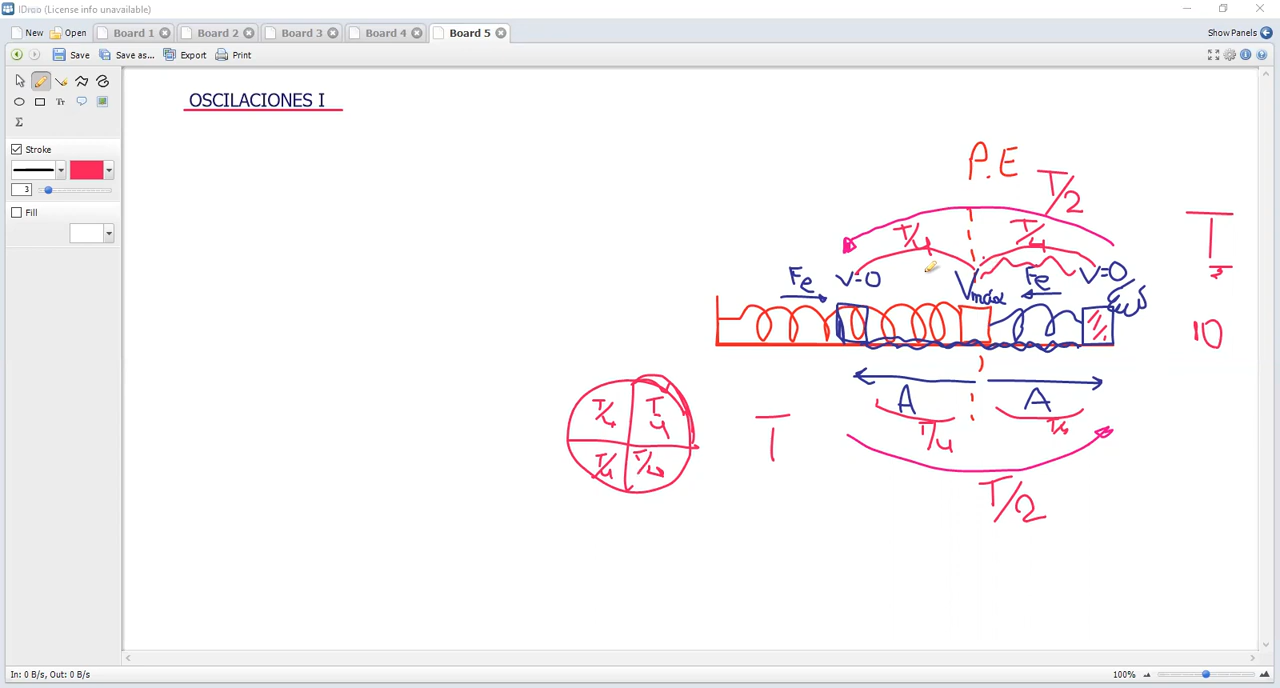 IDroo (License info unavailable)
New Open Board 1 Board 2 Board 3 Board 4 Board 5 Show Panels
Save Save as... Export Print
OSCILACIONES I
Stroke
3
Fill
P.E
T/2
T/4 T/4
T
Fe v=0 Vmáx Fe v=0
10
A A
T/4 T/4
T/4 T/4
T/4 T/4
T
T/2
In: 0 B/s, Out: 0 B/s 100%